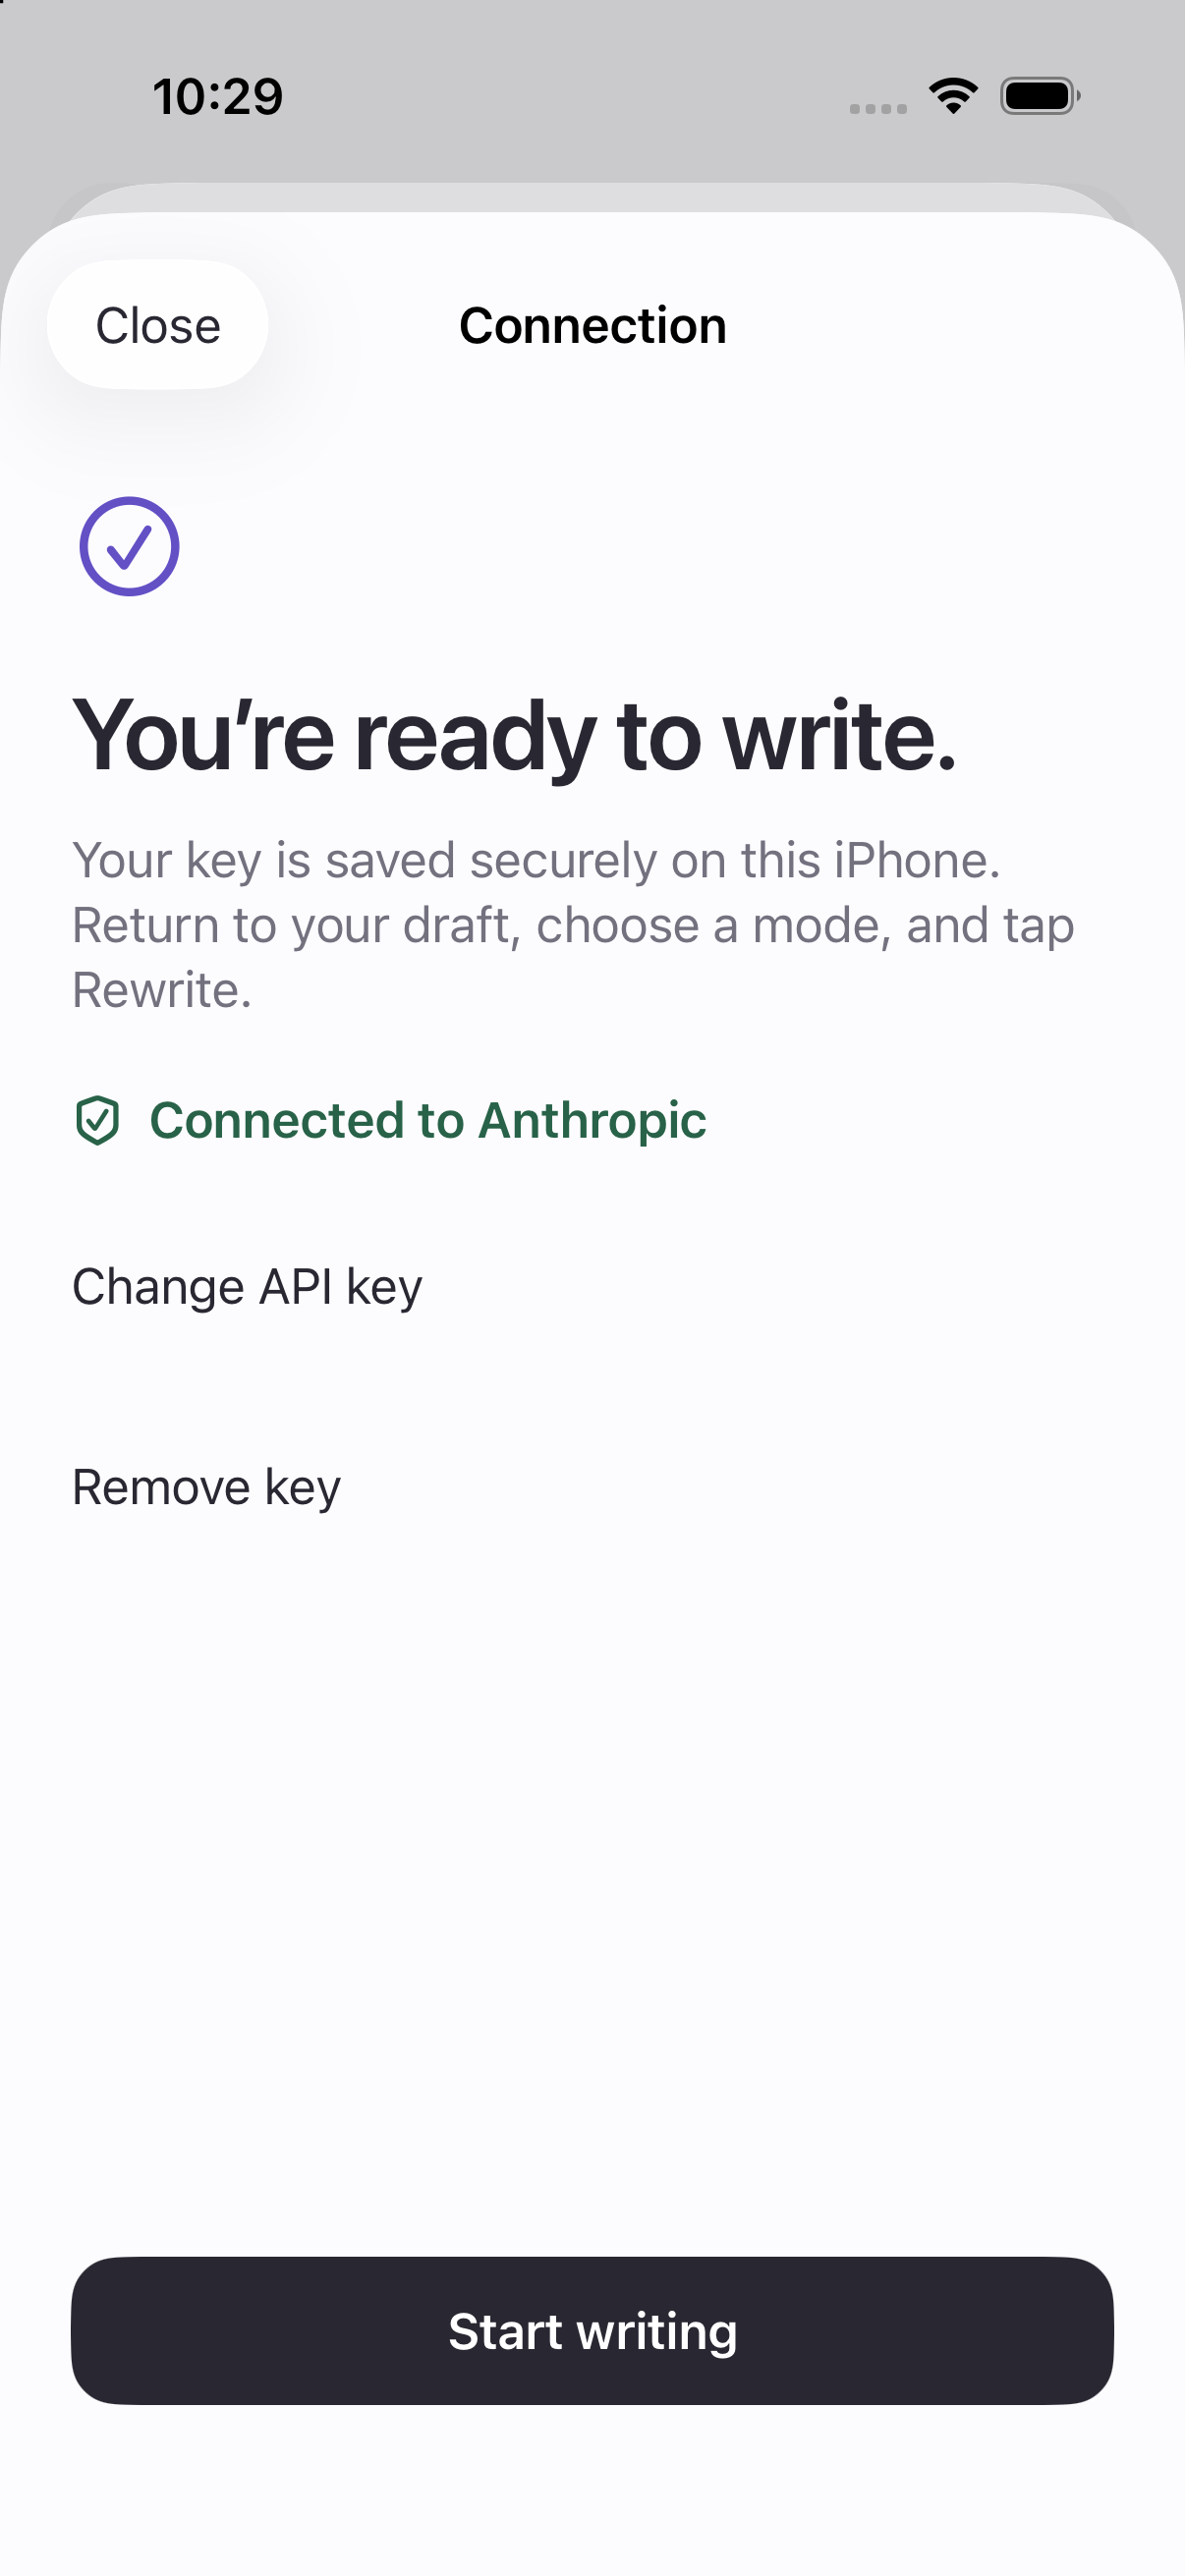 10:29
Close
Connection
You’re ready to write.
Your key is saved securely on this iPhone.
Return to your draft, choose a mode, and tap
Rewrite.
Connected to Anthropic
Change API key
Remove key
Start writing